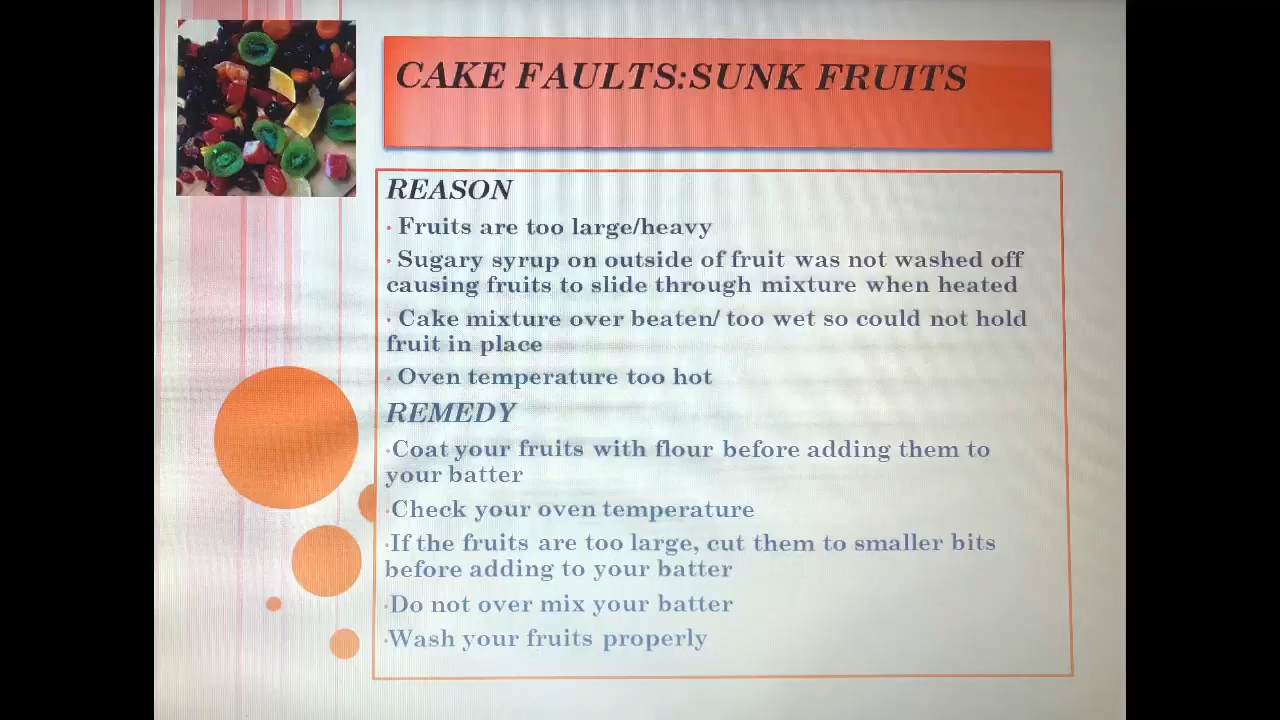 CAKE FAULTS:SUNK FRUITS
REASON
· Fruits are too large/heavy
· Sugary syrup on outside of fruit was not washed off
causing fruits to slide through mixture when heated
· Cake mixture over beaten/ too wet so could not hold
fruit in place
· Oven temperature too hot
REMEDY
·Coat your fruits with flour before adding them to
your batter
·Check your oven temperature
·If the fruits are too large, cut them to smaller bits
before adding to your batter
·Do not over mix your batter
·Wash your fruits properly